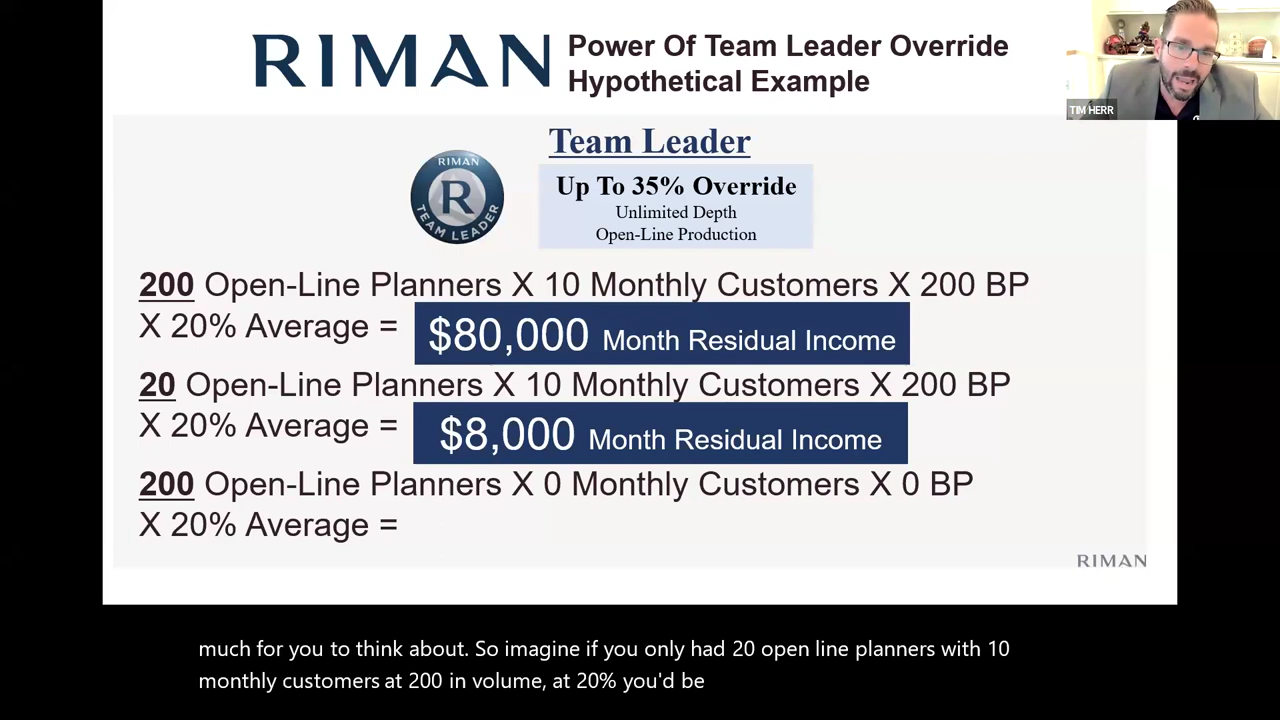 RIMAN
Power Of Team Leader Override
Hypothetical Example
TIM HERR
Team Leader
RIMAN
R
TEAM LEADER
Up To 35% Override
Unlimited Depth
Open-Line Production
200 Open-Line Planners X 10 Monthly Customers X 200 BP
X 20% Average = $80,000 Month Residual Income
20 Open-Line Planners X 10 Monthly Customers X 200 BP
X 20% Average = $8,000 Month Residual Income
200 Open-Line Planners X 0 Monthly Customers X 0 BP
X 20% Average =
RIMAN
much for you to think about. So imagine if you only had 20 open line planners with 10
monthly customers at 200 in volume, at 20% you'd be